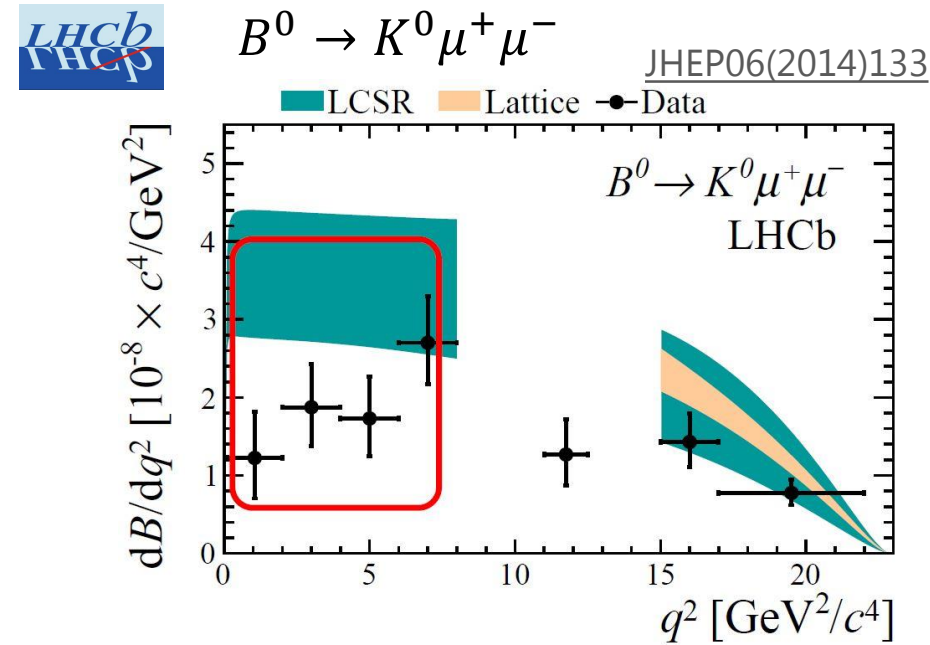 LHCb
LHCb
B⁰ → K⁰μ⁺μ⁻
JHEP06(2014)133
LCSR Lattice Data
dB/dq² [10⁻⁸ × c⁴/GeV²]
5
4
3
2
1
0
B⁰ → K⁰μ⁺μ⁻
LHCb
0 5 10 15 20
q² [GeV²/c⁴]